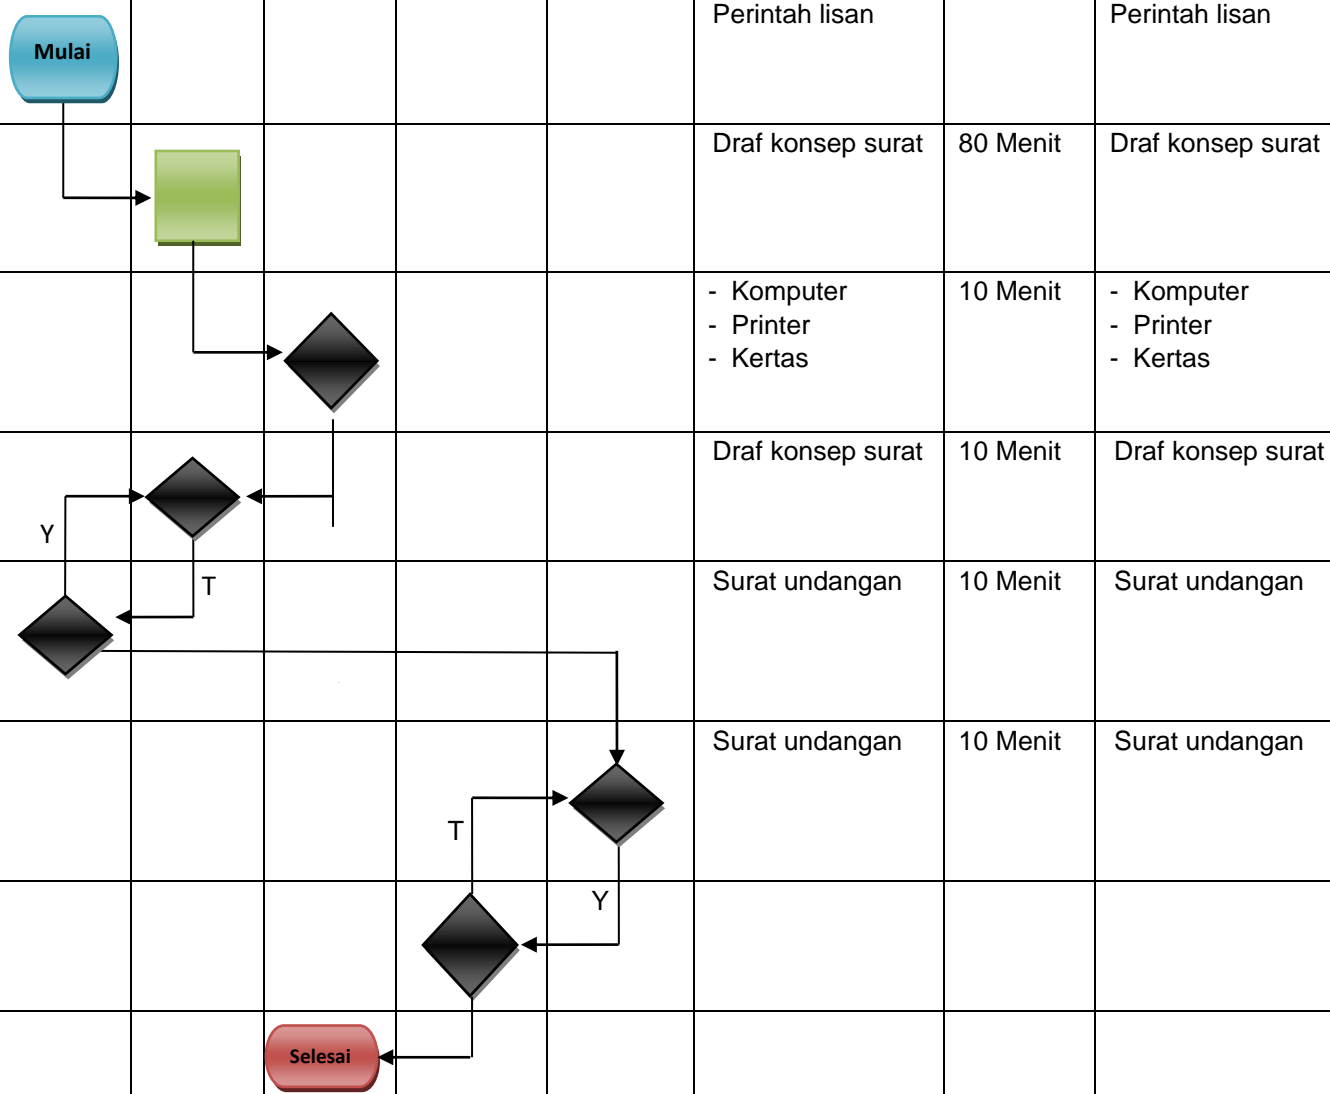 Perintah lisan
Perintah lisan
Mulai
Draf konsep surat
80 Menit
Draf konsep surat
- Komputer
- Printer
- Kertas
10 Menit
- Komputer
- Printer
- Kertas
Draf konsep surat
10 Menit
Draf konsep surat
Y
T
Surat undangan
10 Menit
Surat undangan
Surat undangan
10 Menit
Surat undangan
T
Y
Selesai